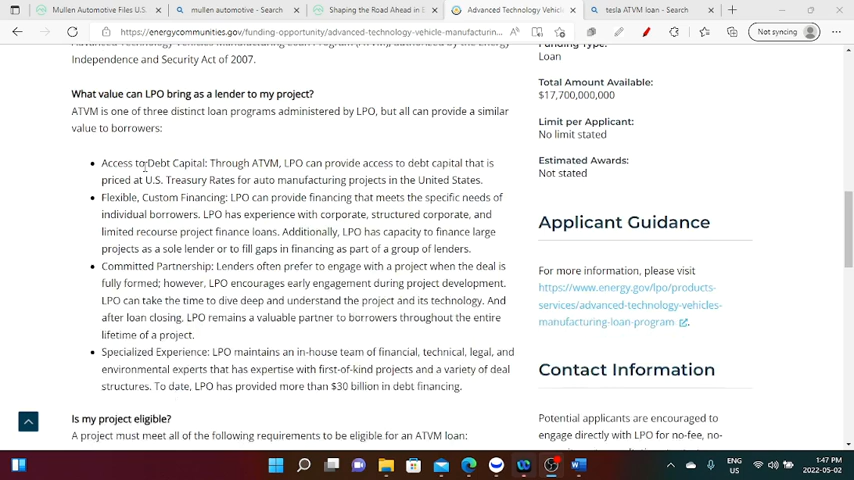 Mullen Automotive Files U.S.
mullen automotive - Search
Shaping the Road Ahead in E
Advanced Technology Vehicle
tesla ATVM loan - Search
https://energycommunities.gov/funding-opportunity/advanced-technology-vehicle-manufacturin...
Not syncing
Advanced Technology Vehicles Manufacturing Loan Program (ATVM), authorized by the Energy
Independence and Security Act of 2007.
What value can LPO bring as a lender to my project?
ATVM is one of three distinct loan programs administered by LPO, but all can provide a similar
value to borrowers:
Access to Debt Capital: Through ATVM, LPO can provide access to debt capital that is
priced at U.S. Treasury Rates for auto manufacturing projects in the United States.
Flexible, Custom Financing: LPO can provide financing that meets the specific needs of
individual borrowers. LPO has experience with corporate, structured corporate, and
limited recourse project finance loans. Additionally, LPO has capacity to finance large
projects as a sole lender or to fill gaps in financing as part of a group of lenders.
Committed Partnership: Lenders often prefer to engage with a project when the deal is
fully formed; however, LPO encourages early engagement during project development.
LPO can take the time to dive deep and understand the project and its technology. And
after loan closing, LPO remains a valuable partner to borrowers throughout the entire
lifetime of a project.
Specialized Experience: LPO maintains an in-house team of financial, technical, legal, and
environmental experts that has expertise with first-of-kind projects and a variety of deal
structures. To date, LPO has provided more than $30 billion in debt financing.
Is my project eligible?
A project must meet all of the following requirements to be eligible for an ATVM loan:
Funding Type:
Loan
Total Amount Available:
$17,700,000,000
Limit per Applicant:
No limit stated
Estimated Awards:
Not stated
Applicant Guidance
For more information, please visit
https://www.energy.gov/lpo/products-
services/advanced-technology-vehicles-
manufacturing-loan-program.
Contact Information
Potential applicants are encouraged to
engage directly with LPO for no-fee, no-
ENG
US
1:47 PM
2022-05-02